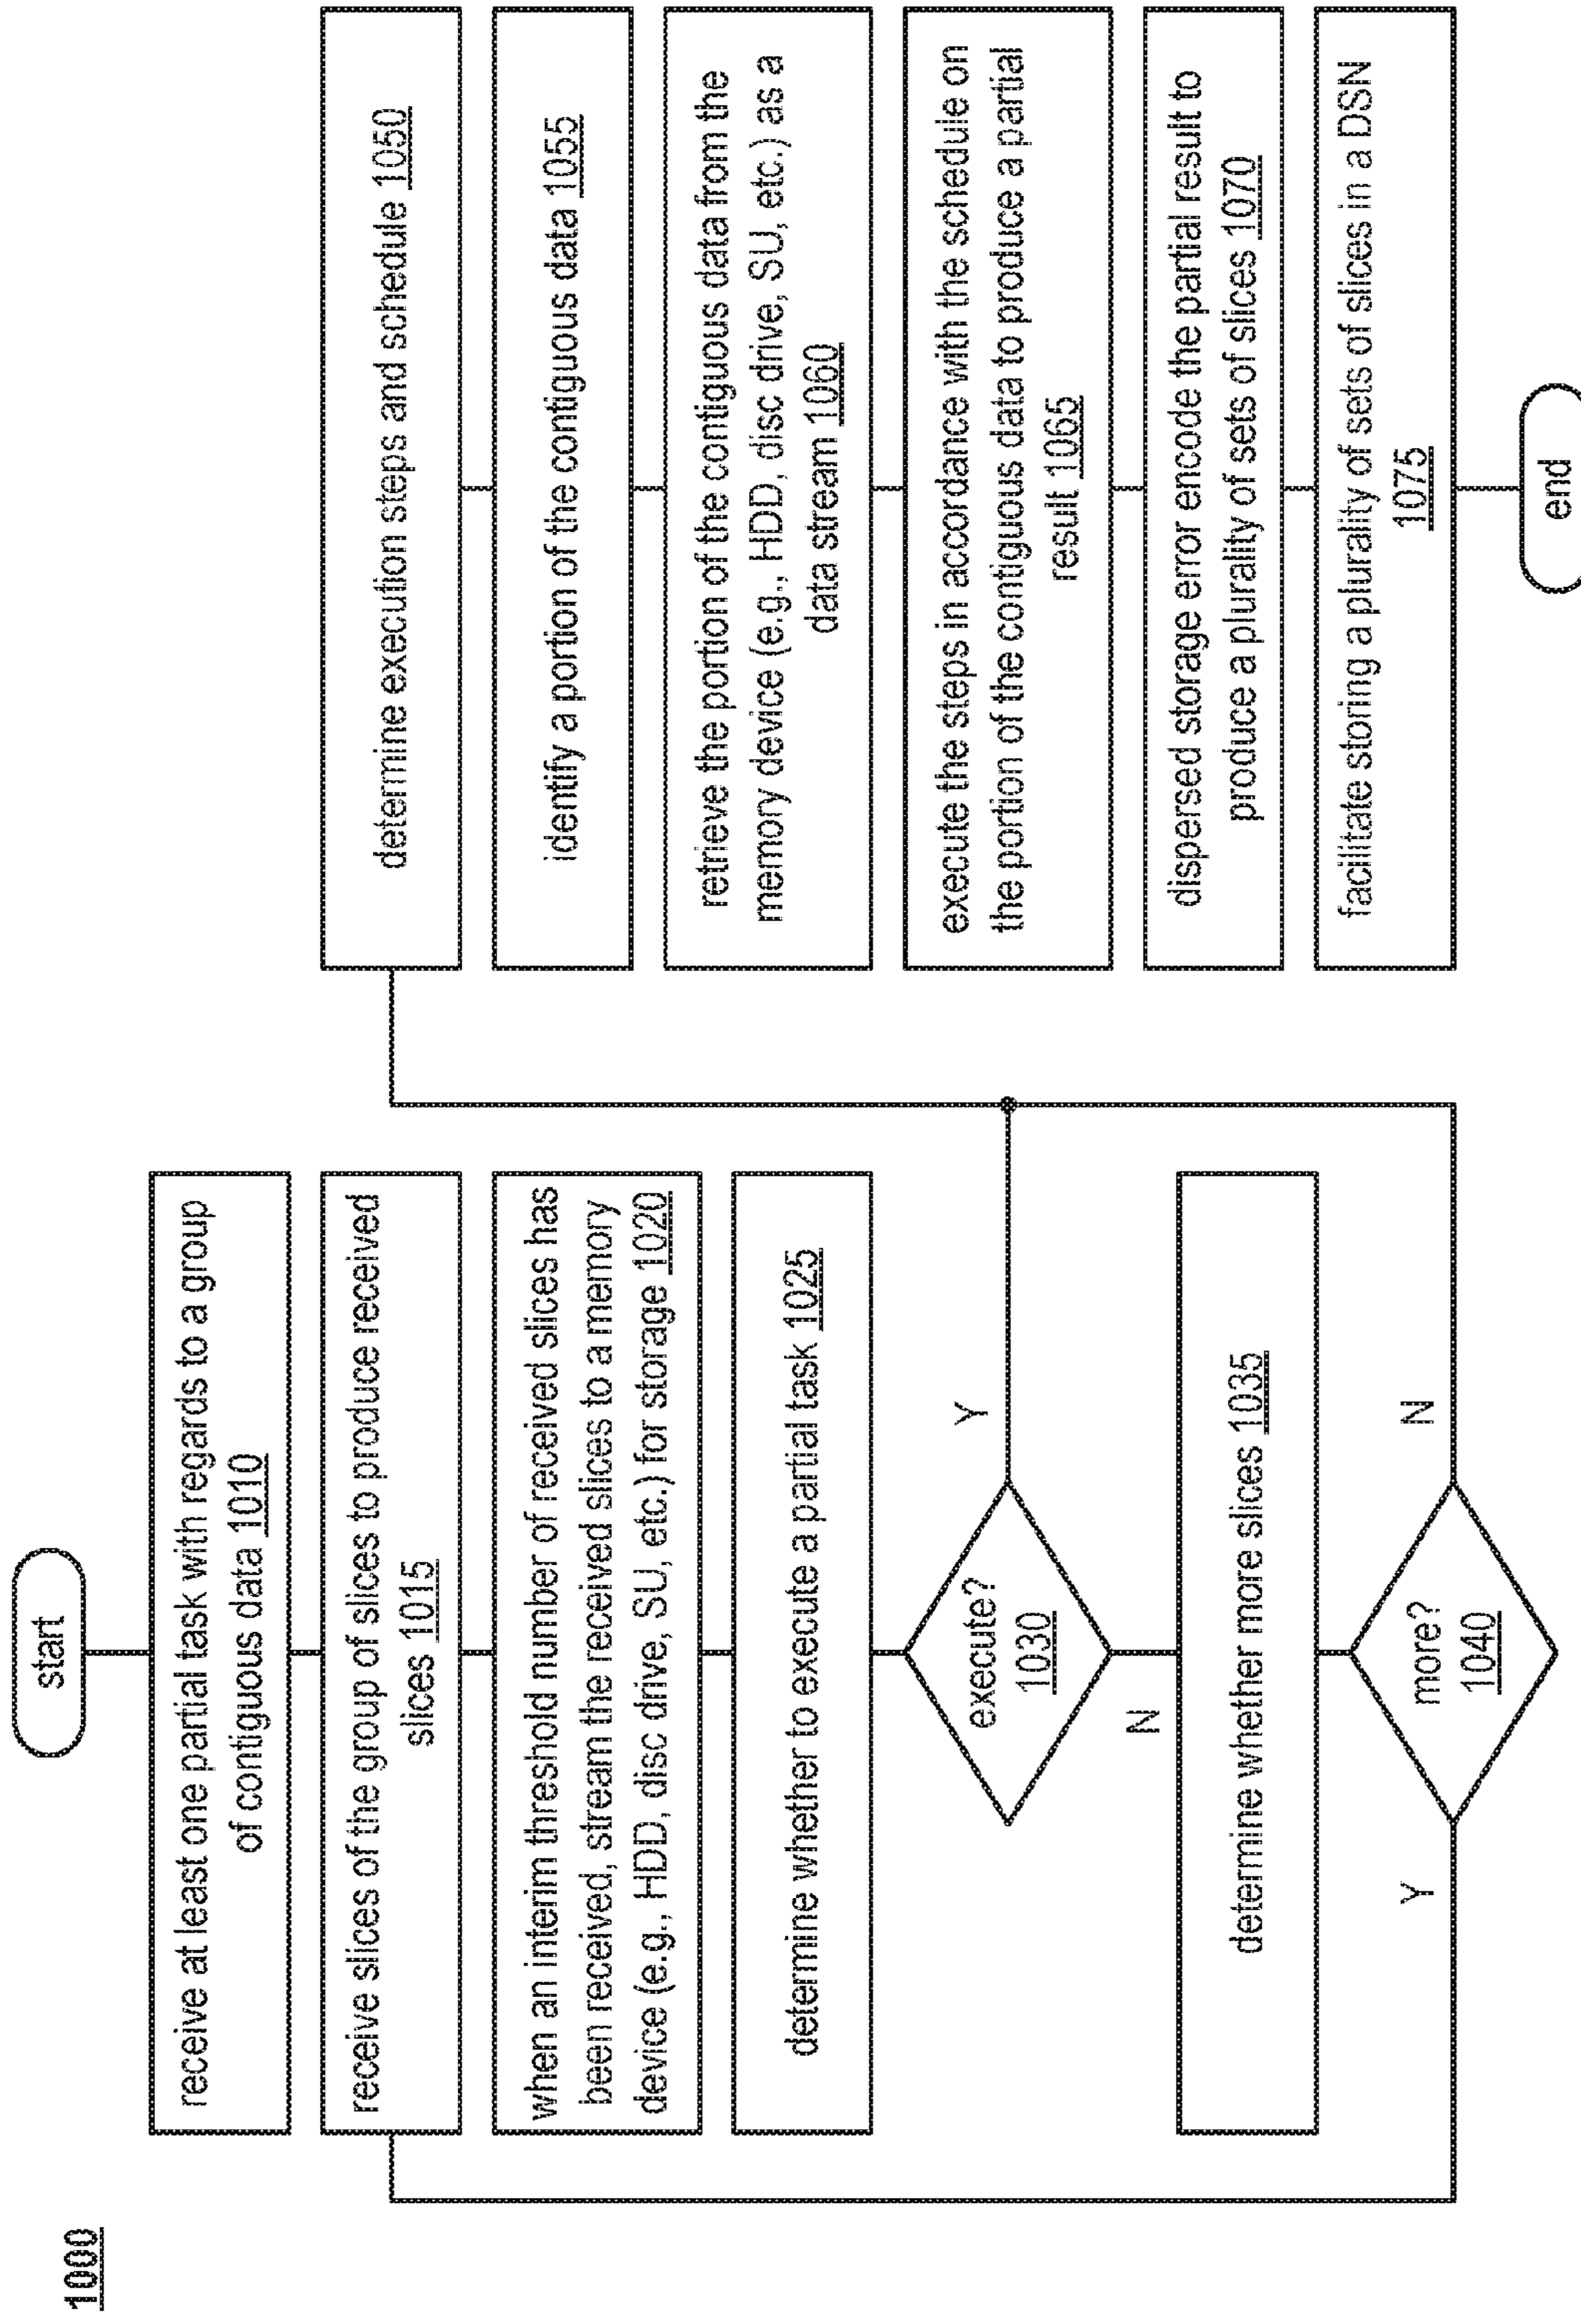 1000
start
receive at least one partial task with regards to a group
of contiguous data 1010
receive slices of the group of slices to produce received
slices 1015
when an interim threshold number of received slices has
been received, stream the received slices to a memory
device (e.g., HDD, disc drive, SU, etc.) for storage 1020
determine whether to execute a partial task 1025
execute?
1030
Y
N
determine whether more slices 1035
more?
1040
Y
N
determine execution steps and schedule 1050
identify a portion of the contiguous data 1055
retrieve the portion of the contiguous data from the
memory device (e.g., HDD, disc drive, SU, etc.) as a
data stream 1060
execute the steps in accordance with the schedule on
the portion of the contiguous data to produce a partial
result 1065
dispersed storage error encode the partial result to
produce a plurality of sets of slices 1070
facilitate storing a plurality of sets of slices in a DSN
1075
end